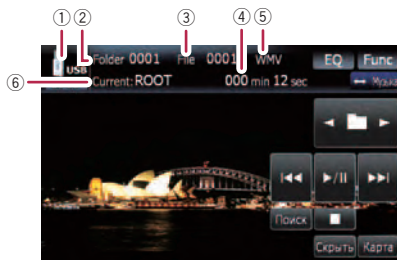 ① ② ③ ④ ⑤
USB Folder 0001 File 0001 WMV EQ Func
⑥ Current: ROOT 000 min 12 sec Музыка
Поиск
Скрыть Карта